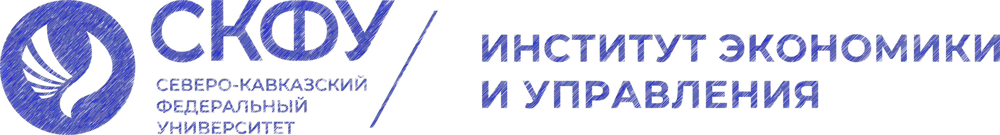 СКФУ
СЕВЕРО-КАВКАЗСКИЙ
ФЕДЕРАЛЬНЫЙ
УНИВЕРСИТЕТ
ИНСТИТУТ ЭКОНОМИКИ
И УПРАВЛЕНИЯ